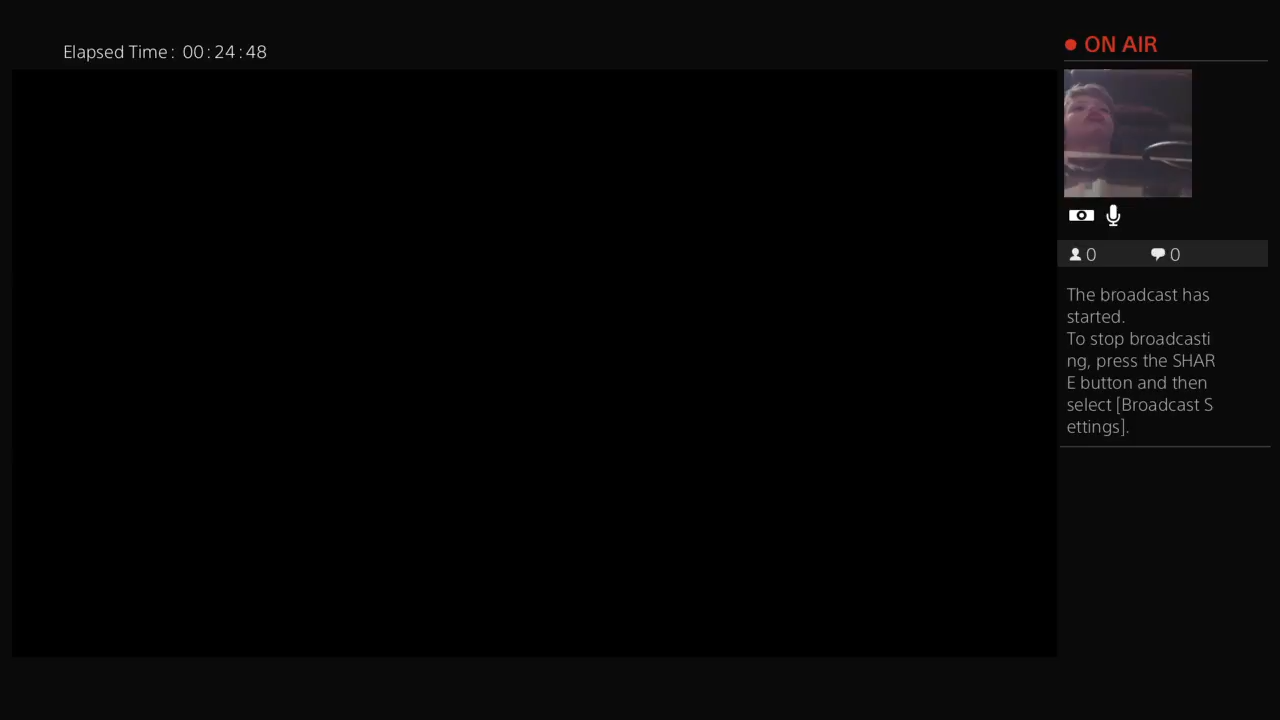 Elapsed Time: 00:24:48
ON AIR
0 0
The broadcast has
started.
To stop broadcasti
ng, press the SHAR
E button and then
select [Broadcast S
ettings].